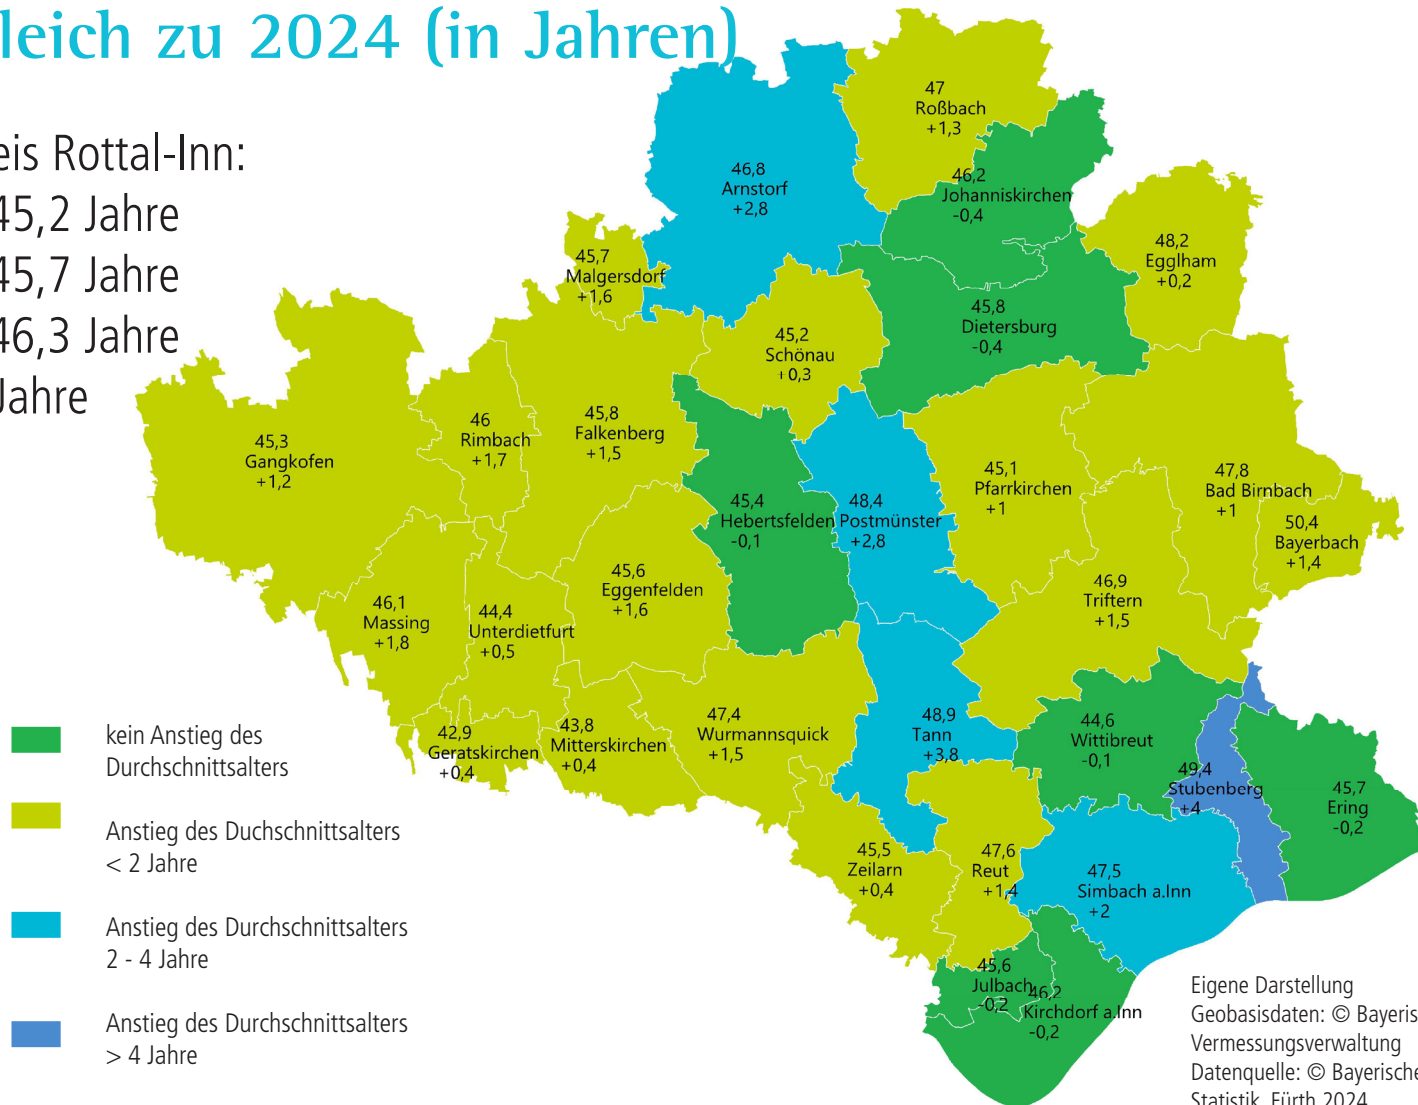 leich zu 2024 (in Jahren)
eis Rottal-Inn:
45,2 Jahre
45,7 Jahre
46,3 Jahre
Jahre
47
Roßbach
+1,3
46,8
Arnstorf
+2,8
46,2
Johanniskirchen
-0,4
48,2
Egglham
+0,2
45,7
Malgersdorf
+1,6
45,8
Dietersburg
-0,4
45,2
Schönau
+0,3
45,3
Gangkofen
+1,2
46
Rimbach
+1,7
45,8
Falkenberg
+1,5
45,4
Hebertsfelden
-0,1
48,4
Postmünster
+2,8
45,1
Pfarrkirchen
+1
47,8
Bad Birnbach
+1
50,4
Bayerbach
+1,4
46,1
Massing
+1,8
44,4
Unterdietfurt
+0,5
45,6
Eggenfelden
+1,6
46,9
Triftern
+1,5
42,9
Geratskirchen
+0,4
43,8
Mitterskirchen
+0,4
47,4
Wurmannsquick
+1,5
48,9
Tann
+3,8
44,6
Wittibreut
-0,1
49,4
Stubenberg
+4
45,7
Ering
-0,2
45,5
Zeilarn
+0,4
47,6
Reut
+1,4
47,5
Simbach a.Inn
+2
45,6
Julbach
-0,2
46,2
Kirchdorf a.Inn
-0,2
kein Anstieg des
Durchschnittsalters
Anstieg des Duchschnittsalters
< 2 Jahre
Anstieg des Durchschnittsalters
2 - 4 Jahre
Anstieg des Durchschnittsalters
> 4 Jahre
Eigene Darstellung
Geobasisdaten: © Bayeris
Vermessungsverwaltung
Datenquelle: © Bayerische
Statistik, Fürth 2024